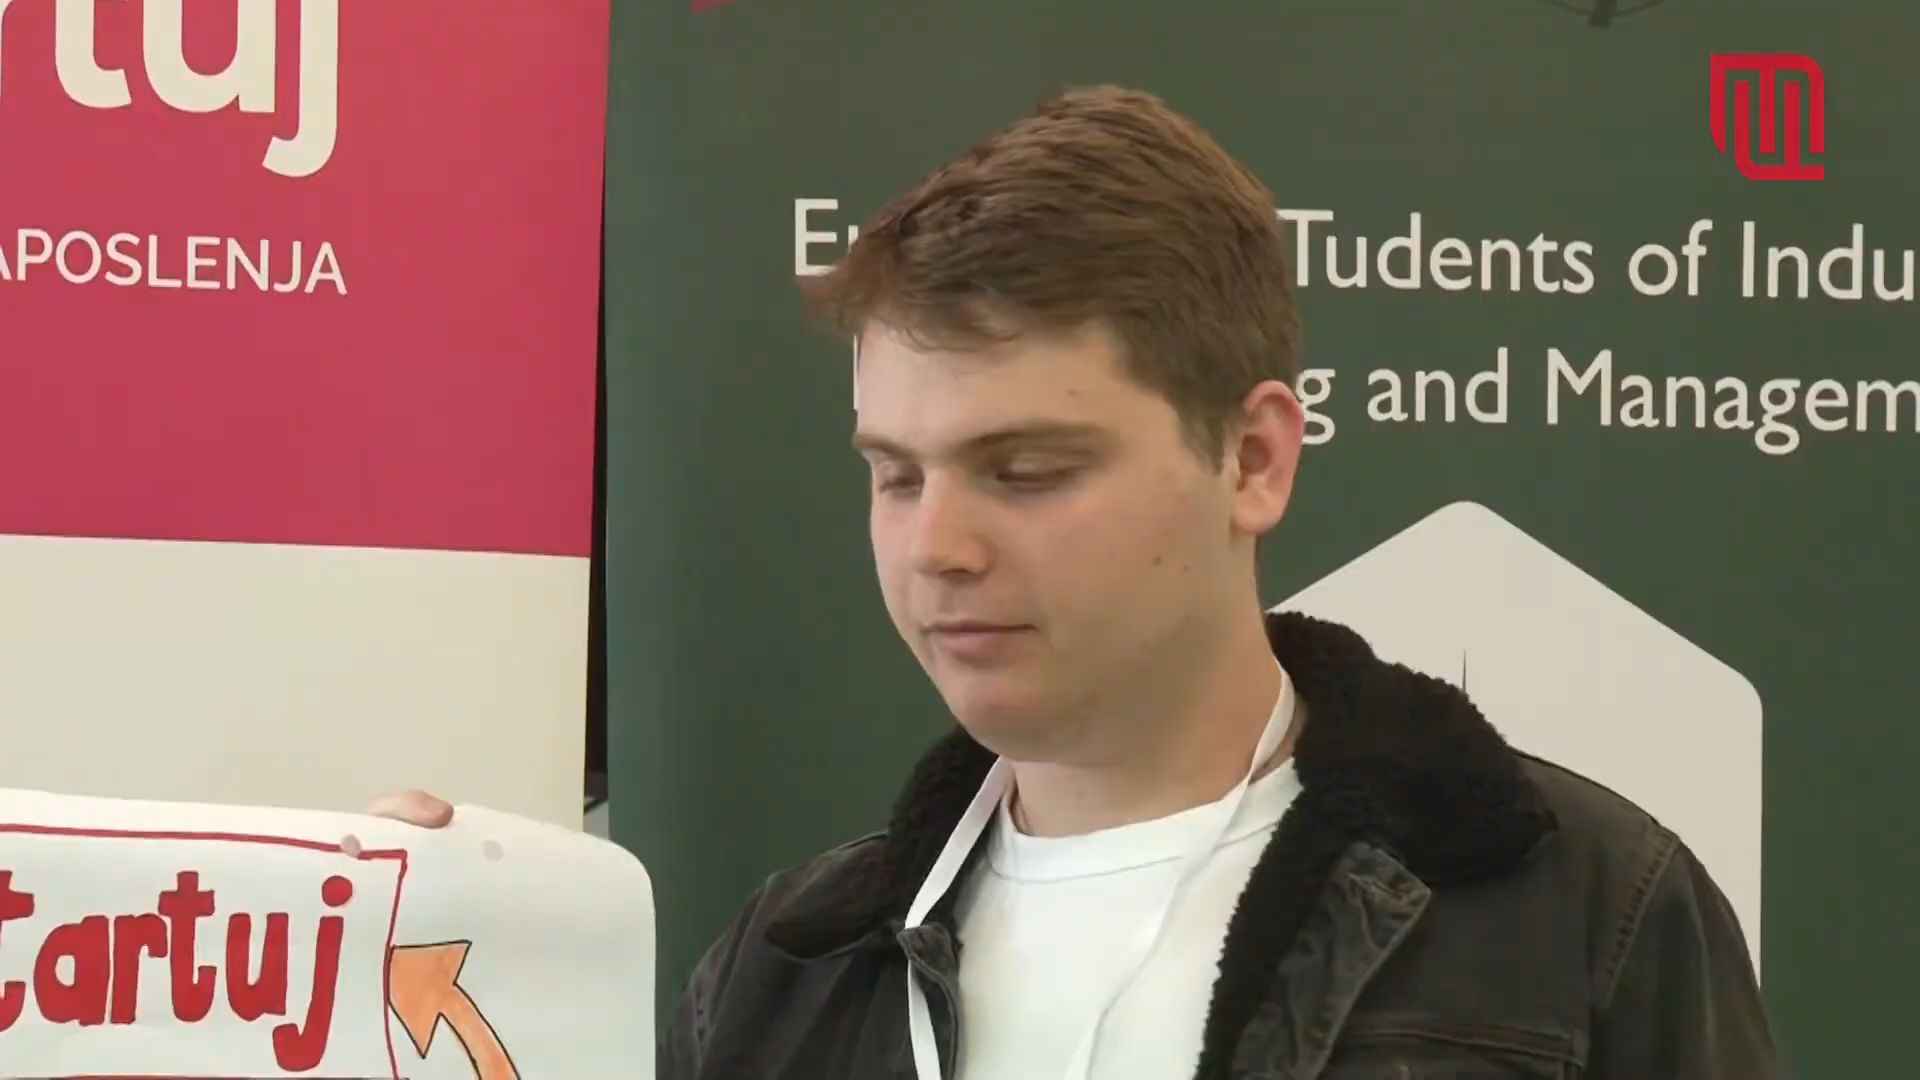 rtuj
APOSLENJA
Tudents of Indu
g and Managem
tartuj